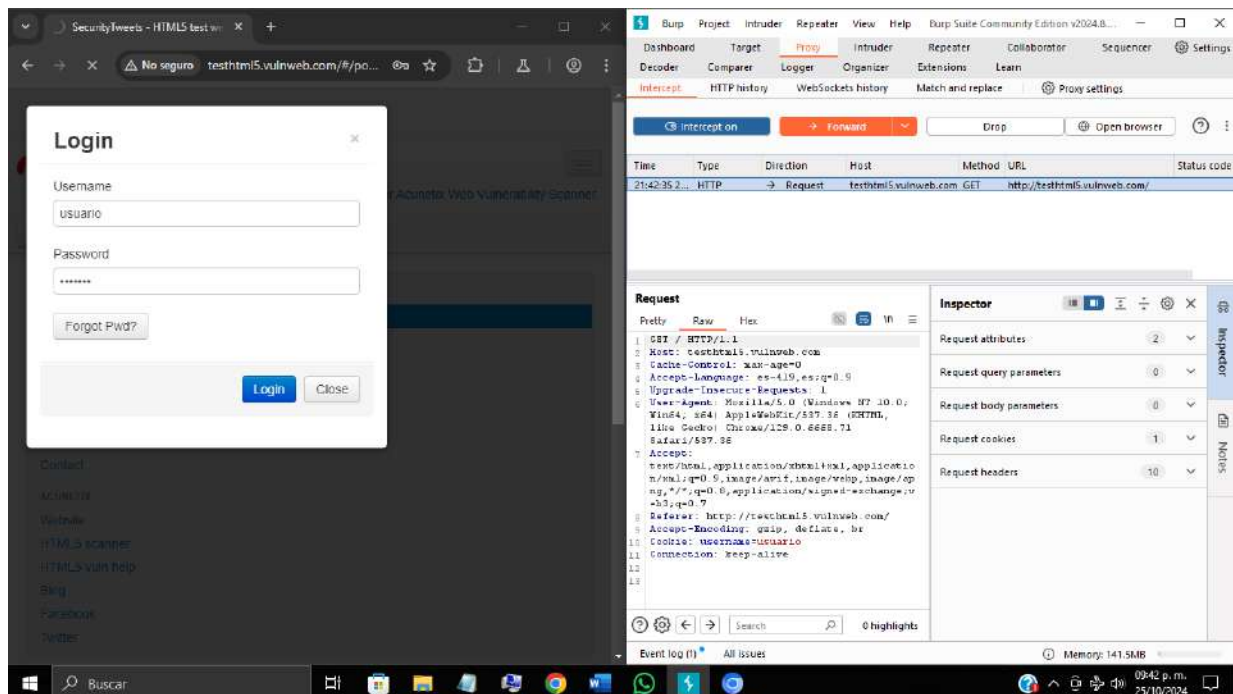 SecurityTweets - HTML5 test we
No seguro
testhtml5.vulnweb.com/#/po...
Login
Username
usuario
Password
•••••••
Forgot Pwd?
Login
Close
Acunetix Web Vulnerability Scanner
Contact
ACUNETIX
Website
HTML5 scanner
HTML5 vuln help
Blog
Facebook
Twitter
Burp Project Intruder Repeater View Help Burp Suite Community Edition v2024.8....
Dashboard Target Proxy Intruder Repeater Collaborator Sequencer Settings
Decoder Comparer Logger Organizer Extensions Learn
Intercept HTTP history WebSockets history Match and replace Proxy settings
Intercept on Forward Drop Open browser
Time Type Direction Host Method URL Status code
21:42:35 2... HTTP → Request testhtml5.vulnweb.com GET http://testhtml5.vulnweb.com/
Request
Pretty Raw Hex \n
1 GET / HTTP/1.1
2 Host: testhtml5.vulnweb.com
3 Cache-Control: max-age=0
4 Accept-Language: es-419,es;q=0.9
5 Upgrade-Insecure-Requests: 1
6 User-Agent: Mozilla/5.0 (Windows NT 10.0;
Win64; x64) AppleWebKit/537.36 (KHTML,
like Gecko) Chrome/129.0.6668.71
Safari/537.36
7 Accept:
text/html,application/xhtml+xml,applicatio
n/xml;q=0.9,image/avif,image/webp,image/ap
ng,*/*;q=0.8,application/signed-exchange;v
=b3;q=0.7
8 Referer: http://testhtml5.vulnweb.com/
9 Accept-Encoding: gzip, deflate, br
10 Cookie: username=usuario
11 Connection: keep-alive
12
13
Search
0 highlights
Inspector
Request attributes 2
Request query parameters 0
Request body parameters 0
Request cookies 1
Request headers 10
Inspector
Notes
Event log (1) All issues
Memory: 141.5MB
Buscar
09:42 p. m.
25/10/2024